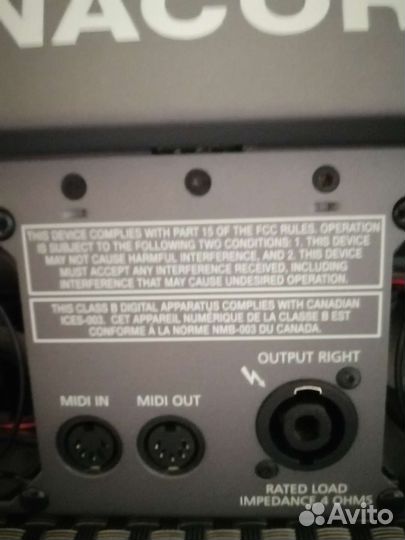 NACOR
THIS DEVICE COMPLIES WITH PART 15 OF THE FCC RULES. OPERATION
IS SUBJECT TO THE FOLLOWING TWO CONDITIONS: 1. THIS DEVICE
MAY NOT CAUSE HARMFUL INTERFERENCE, AND 2. THIS DEVICE
MUST ACCEPT ANY INTERFERENCE RECEIVED, INCLUDING
INTERFERENCE THAT MAY CAUSE UNDESIRED OPERATION.
THIS CLASS B DIGITAL APPARATUS COMPLIES WITH CANADIAN
ICES-003. CET APPAREIL NUMÉRIQUE DE LA CLASSE B EST
CONFORME À LA NORME NMB-003 DU CANADA.
OUTPUT RIGHT
MIDI IN
MIDI OUT
RATED LOAD
IMPEDANCE 4 OHMS
Avito